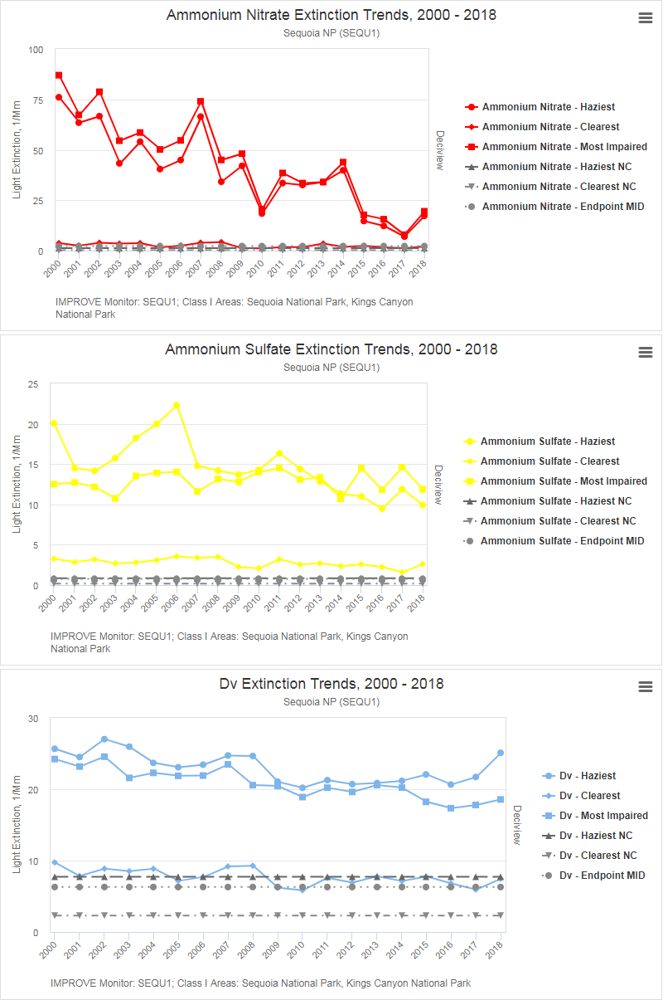 Ammonium Nitrate Extinction Trends, 2000 - 2018
Sequoia NP (SEQU1)
Light Extinction, 1/Mm
100
75
50
25
0
2000 2001 2002 2003 2004 2005 2006 2007 2008 2009 2010 2011 2012 2013 2014 2015 2016 2017 2018
Deciview
Ammonium Nitrate - Haziest
Ammonium Nitrate - Clearest
Ammonium Nitrate - Most Impaired
Ammonium Nitrate - Haziest NC
Ammonium Nitrate - Clearest NC
Ammonium Nitrate - Endpoint MID
IMPROVE Monitor: SEQU1; Class I Areas: Sequoia National Park, Kings Canyon
National Park
Ammonium Sulfate Extinction Trends, 2000 - 2018
Sequoia NP (SEQU1)
Light Extinction, 1/Mm
25
20
15
10
5
0
2000 2001 2002 2003 2004 2005 2006 2007 2008 2009 2010 2011 2012 2013 2014 2015 2016 2017 2018
Deciview
Ammonium Sulfate - Haziest
Ammonium Sulfate - Clearest
Ammonium Sulfate - Most Impaired
Ammonium Sulfate - Haziest NC
Ammonium Sulfate - Clearest NC
Ammonium Sulfate - Endpoint MID
IMPROVE Monitor: SEQU1; Class I Areas: Sequoia National Park, Kings Canyon
National Park
Dv Extinction Trends, 2000 - 2018
Sequoia NP (SEQU1)
Light Extinction, 1/Mm
30
20
10
0
2000 2001 2002 2003 2004 2005 2006 2007 2008 2009 2010 2011 2012 2013 2014 2015 2016 2017 2018
Deciview
Dv - Haziest
Dv - Clearest
Dv - Most Impaired
Dv - Haziest NC
Dv - Clearest NC
Dv - Endpoint MID
IMPROVE Monitor: SEQU1; Class I Areas: Sequoia National Park, Kings Canyon National Park